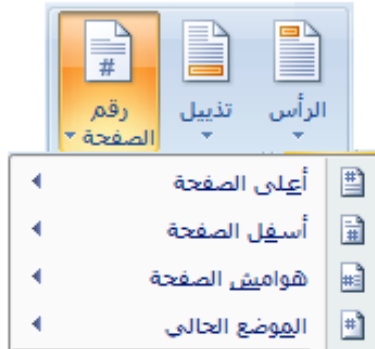 الرأس
تذييل
رقم
الصفحة
أعلى الصفحة
أسفل الصفحة
هوامش الصفحة
الموضع الحالي